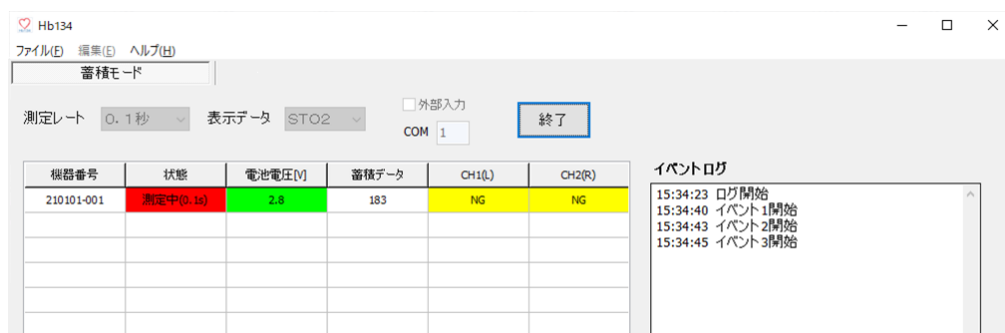 Hb134
ファイル(F) 編集(E) ヘルプ(H)
蓄積モード
測定レート 0.1秒 表示データ STO2 外部入力 COM 1 終了
機器番号 状態 電池電圧[V] 蓄積データ CH1(L) CH2(R)
210101-001 測定中(0.1s) 2.8 183 NG NG
イベントログ
15:34:23 ログ開始
15:34:40 イベント1開始
15:34:43 イベント2開始
15:34:45 イベント3開始